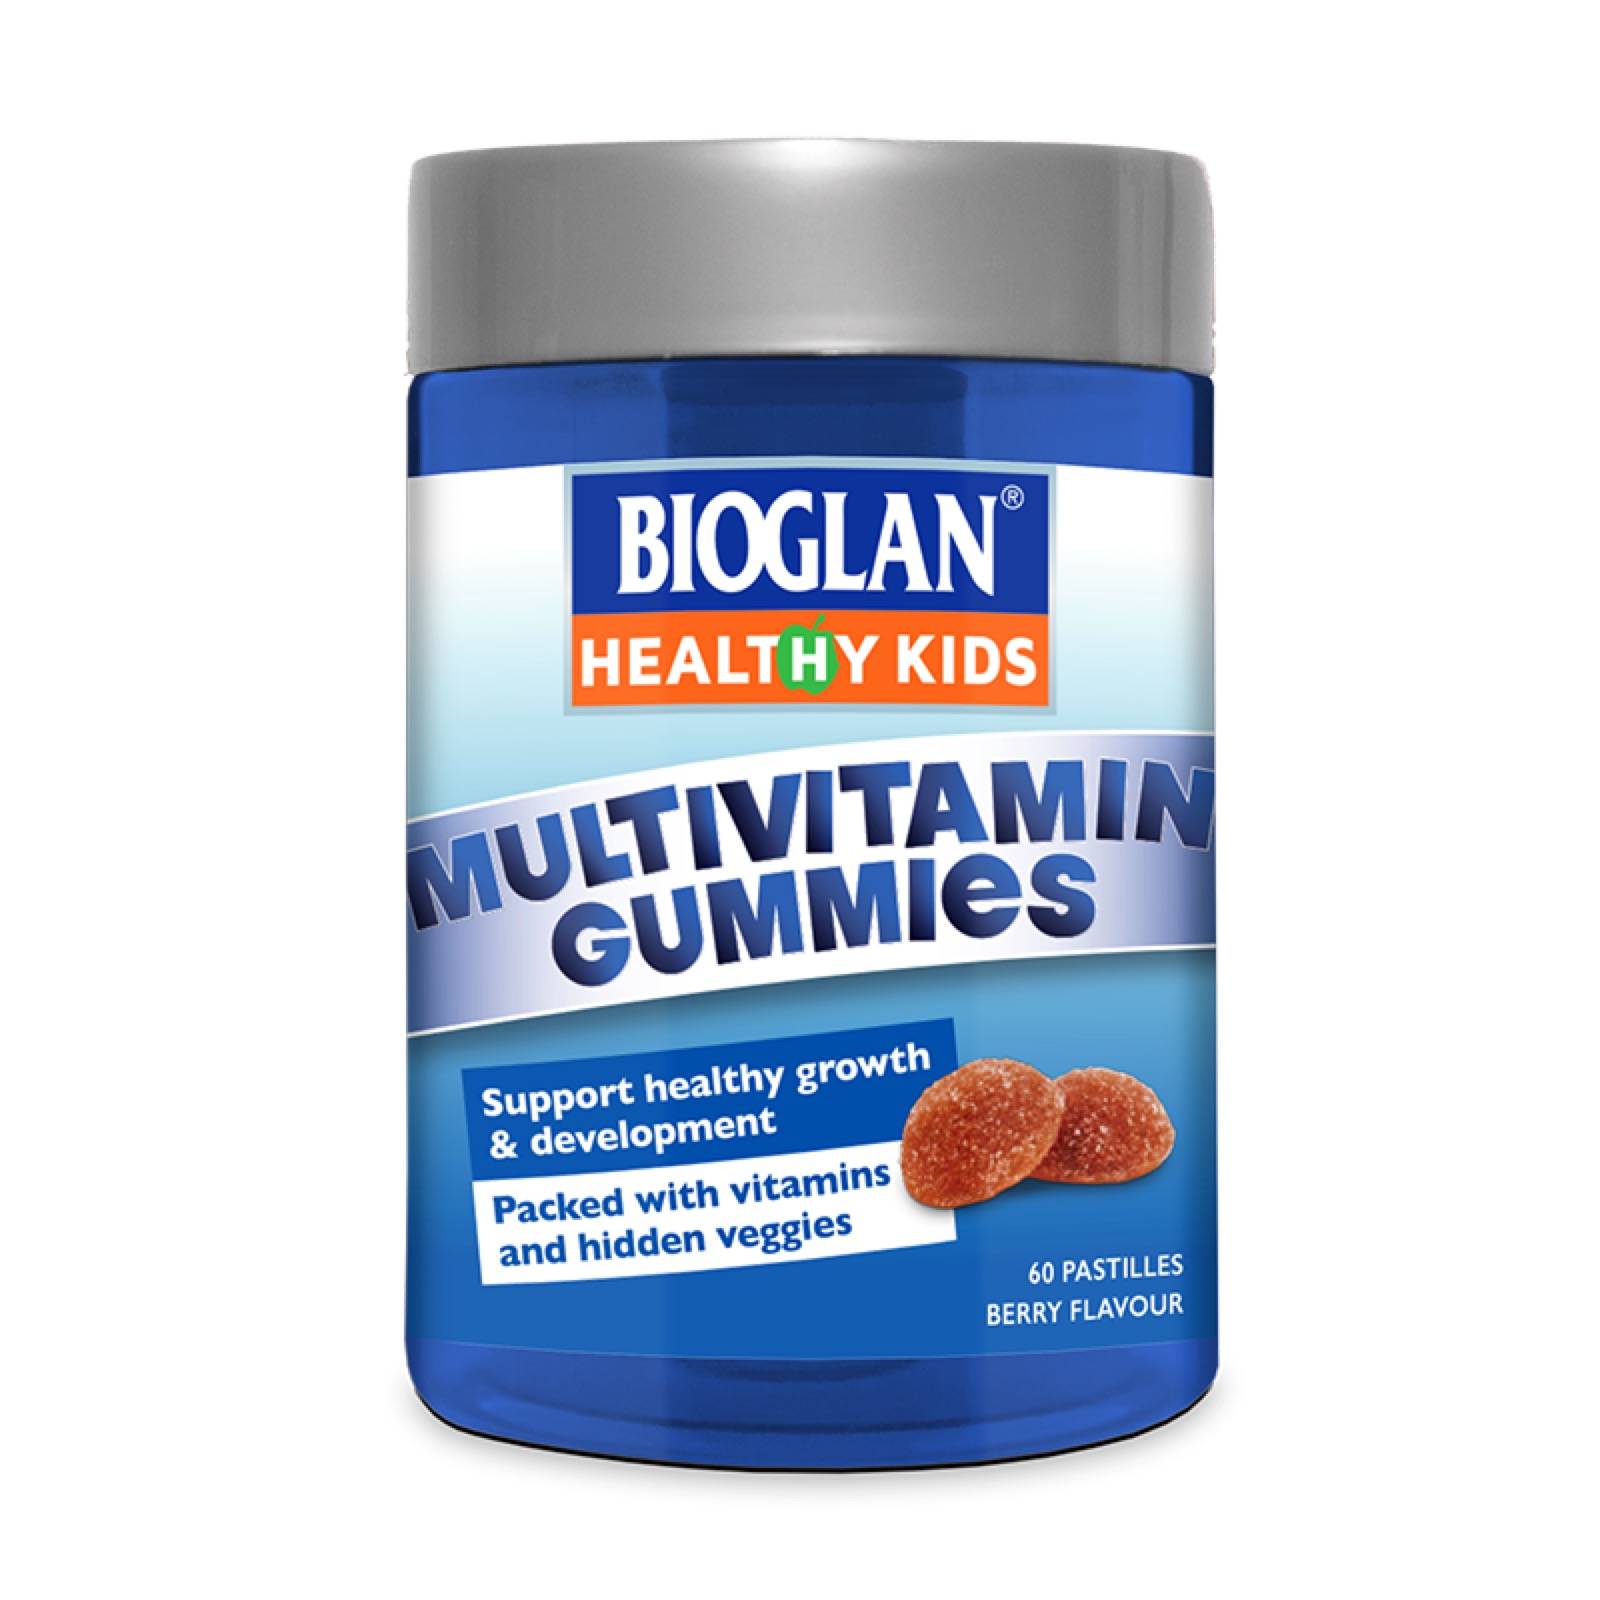 BIOGLAN®
HEALTHY KIDS
MULTIVITAMIN
GUMMIeS
Support healthy growth
& development
Packed with vitamins
and hidden veggies
60 PASTILLES
BERRY FLAVOUR